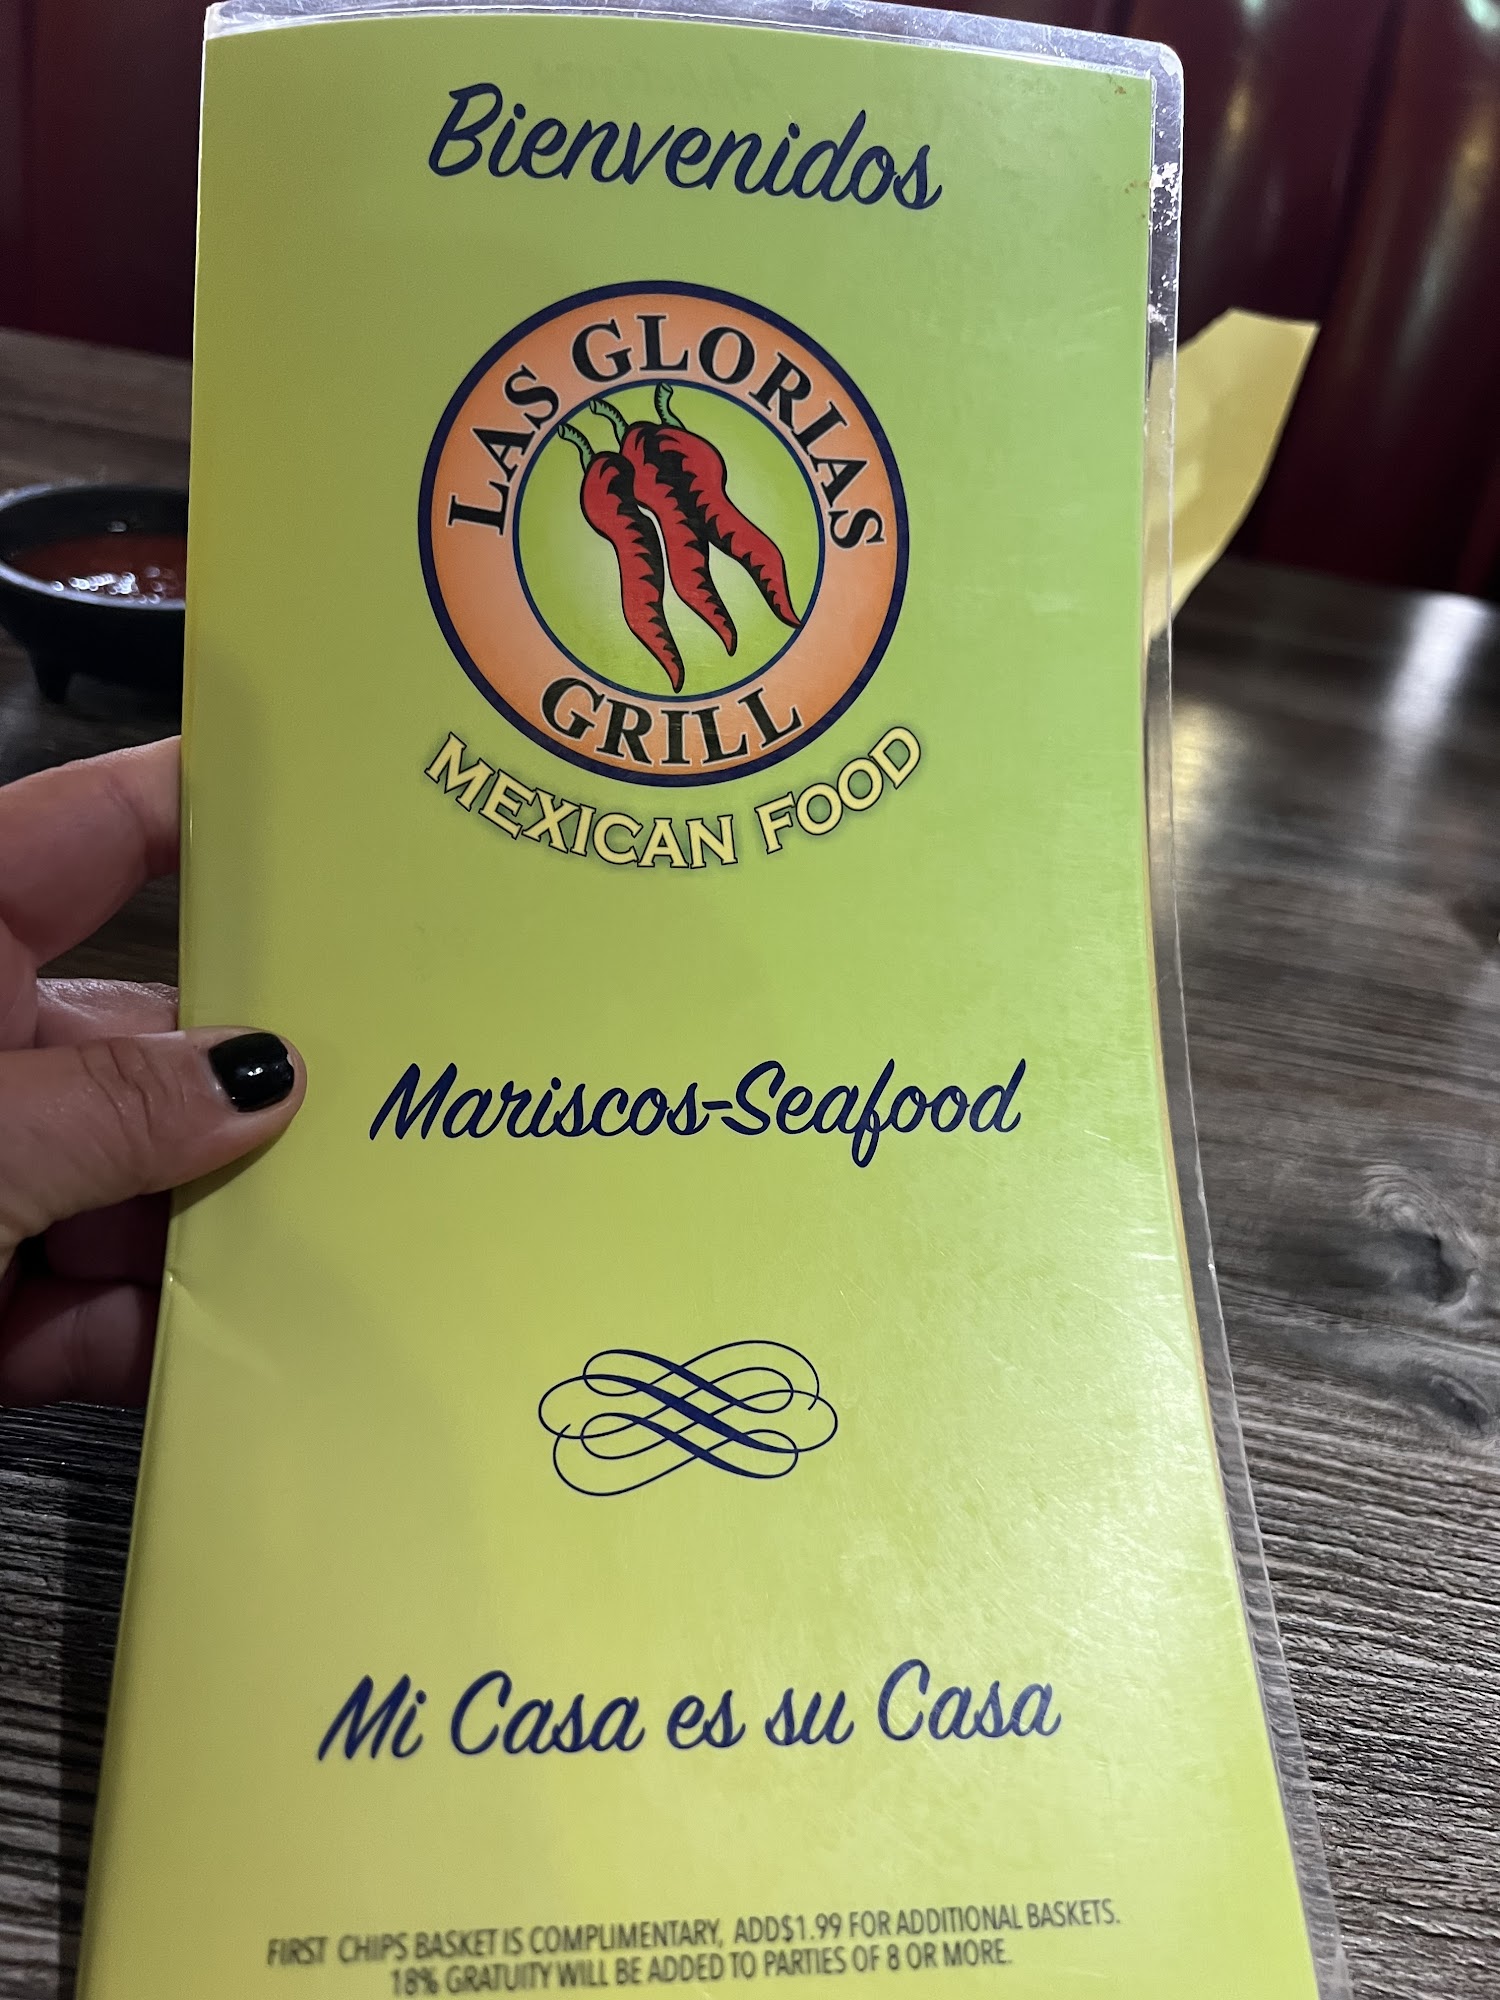 Bienvenidos
LAS GLORIAS
GRILL
MEXICAN FOOD
Mariscos-Seafood
Mi Casa es su Casa
FIRST CHIPS BASKET IS COMPLIMENTARY, ADD$1.99 FOR ADDITIONAL BASKETS.
18% GRATUITY WILL BE ADDED TO PARTIES OF 8 OR MORE.